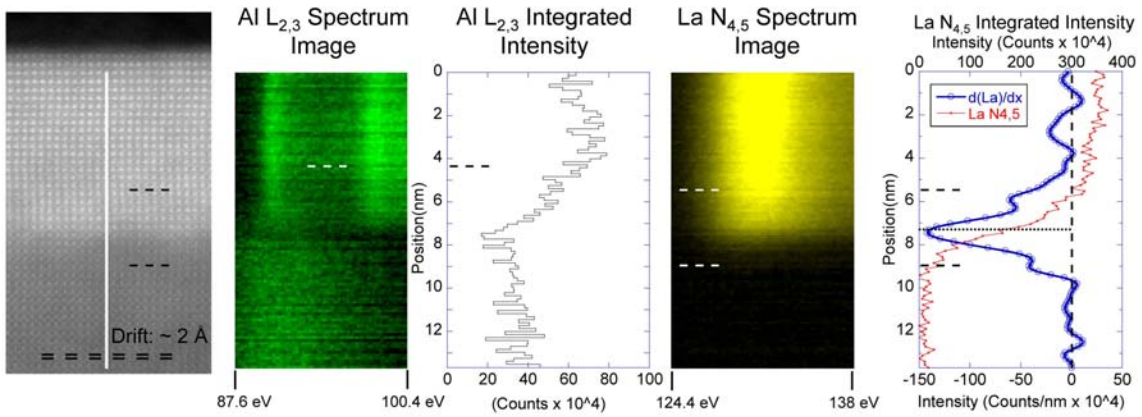 Al L2,3 Spectrum
Image
Al L2,3 Integrated
Intensity
La N4,5 Spectrum
Image
La N4,5 Integrated Intensity
Intensity (Counts x 10^4)
0 100 200 300 400
Drift: ~ 2 Å
87.6 eV
100.4 eV
Position(nm)
0
2
4
6
8
10
12
0 20 40 60 80 100
(Counts x 10^4)
124.4 eV
138 eV
Position(nm)
0
2
4
6
8
10
12
d(La)/dx
La N4,5
-150 -100 -50 0 50
Intensity (Counts/nm x 10^4)